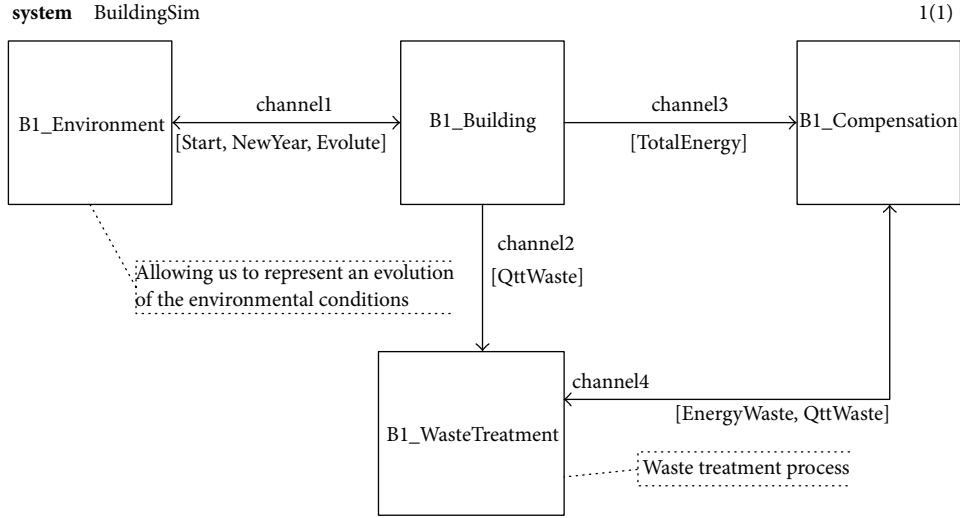 system BuildingSim 1(1)
B1_Environment
channel1
[Start, NewYear, Evolute]
B1_Building
channel3
[TotalEnergy]
B1_Compensation
channel2
[QttWaste]
Allowing us to represent an evolution
of the environmental conditions
channel4
[EnergyWaste, QttWaste]
B1_WasteTreatment
Waste treatment process